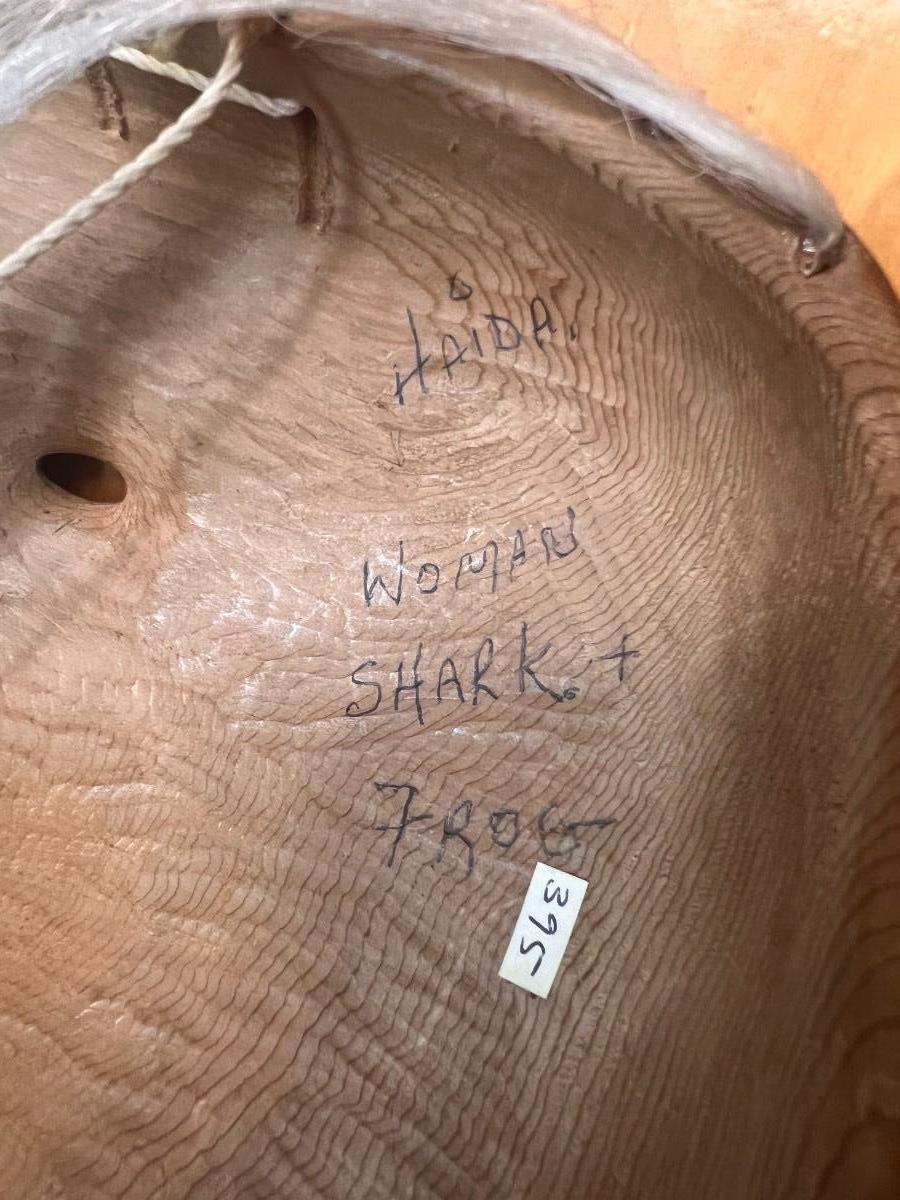 HAIDA.
WOMAN
SHARK. +
FROG
395